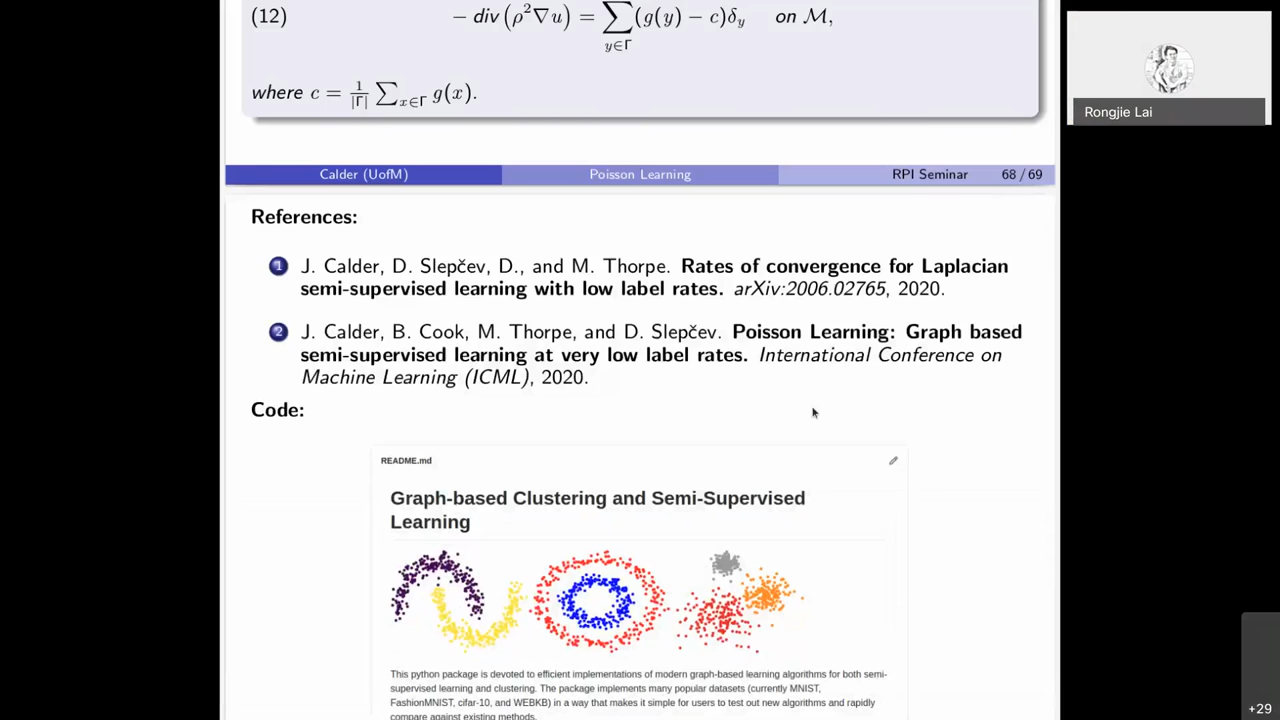 (12) − div(ρ²∇u) = ∑_{y∈Γ} (g(y) − c)δ_y on ℳ,
where c = 1/|Γ| ∑_{x∈Γ} g(x).
Rongjie Lai
Calder (UofM) Poisson Learning RPI Seminar 68 / 69
References:
1 J. Calder, D. Slepčev, D., and M. Thorpe. Rates of convergence for Laplacian
semi-supervised learning with low label rates. arXiv:2006.02765, 2020.
2 J. Calder, B. Cook, M. Thorpe, and D. Slepčev. Poisson Learning: Graph based
semi-supervised learning at very low label rates. International Conference on
Machine Learning (ICML), 2020.
Code:
README.md
Graph-based Clustering and Semi-Supervised
Learning
This python package is devoted to efficient implementations of modern graph-based learning algorithms for both semi-
supervised learning and clustering. The package implements many popular datasets (currently MNIST,
FashionMNIST, cifar-10, and WEBKB) in a way that makes it simple for users to test out new algorithms and rapidly
compare against existing methods.
+29